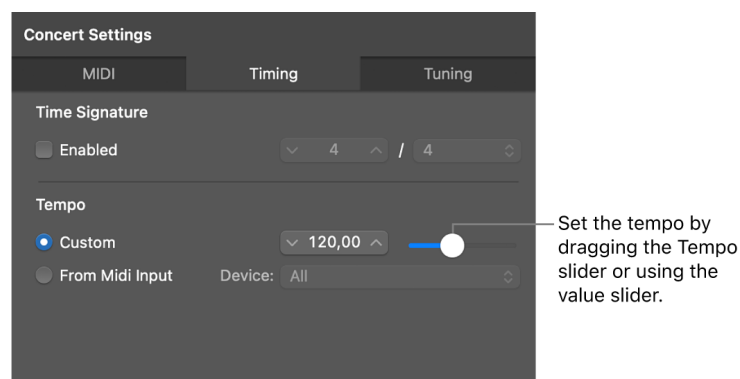 Concert Settings
MIDI Timing Tuning
Time Signature
Enabled 4 / 4
Tempo
Custom 120,00
From Midi Input Device: All
Set the tempo by
dragging the Tempo
slider or using the
value slider.